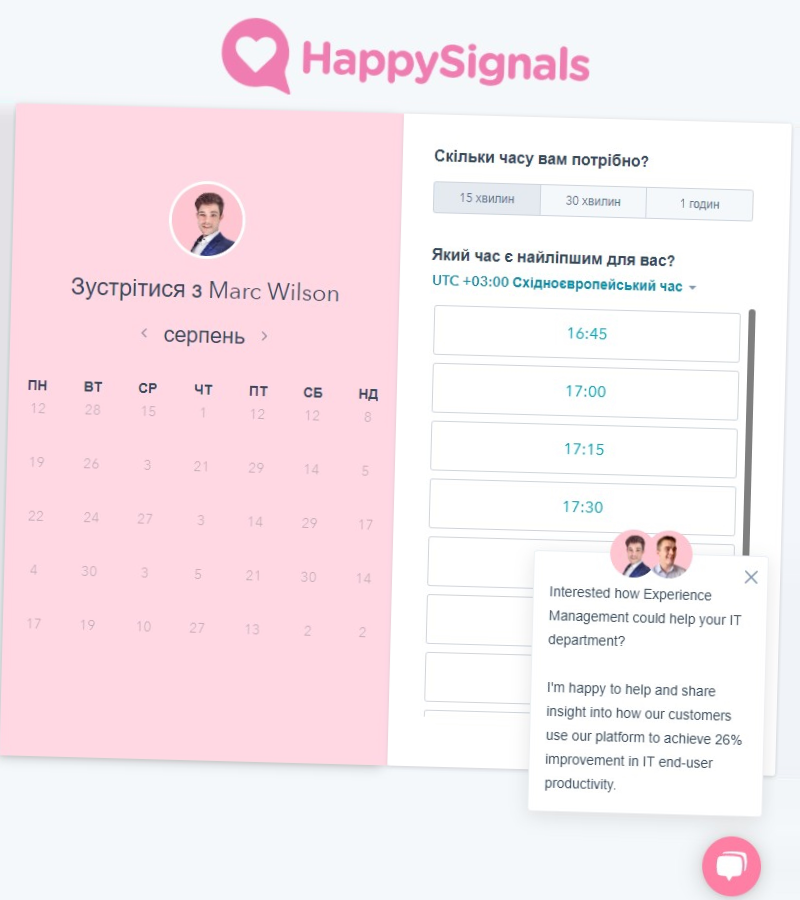 HappySignals
Зустрітися з Marc Wilson
серпень
ПН ВТ СР ЧТ ПТ СБ НД
12 28 15 1 12 12 8
19 26 3 21 29 14 5
22 24 27 3 14 29 17
4 30 3 5 21 30 14
17 19 10 27 13 2 2
Скільки часу вам потрібно?
15 хвилин 30 хвилин 1 годин
Який час є найліпшим для вас?
UTC +03:00 Східноєвропейський час
16:45
17:00
17:15
17:30
Interested how Experience
Management could help your IT
department?
I'm happy to help and share
insight into how our customers
use our platform to achieve 26%
improvement in IT end-user
productivity.